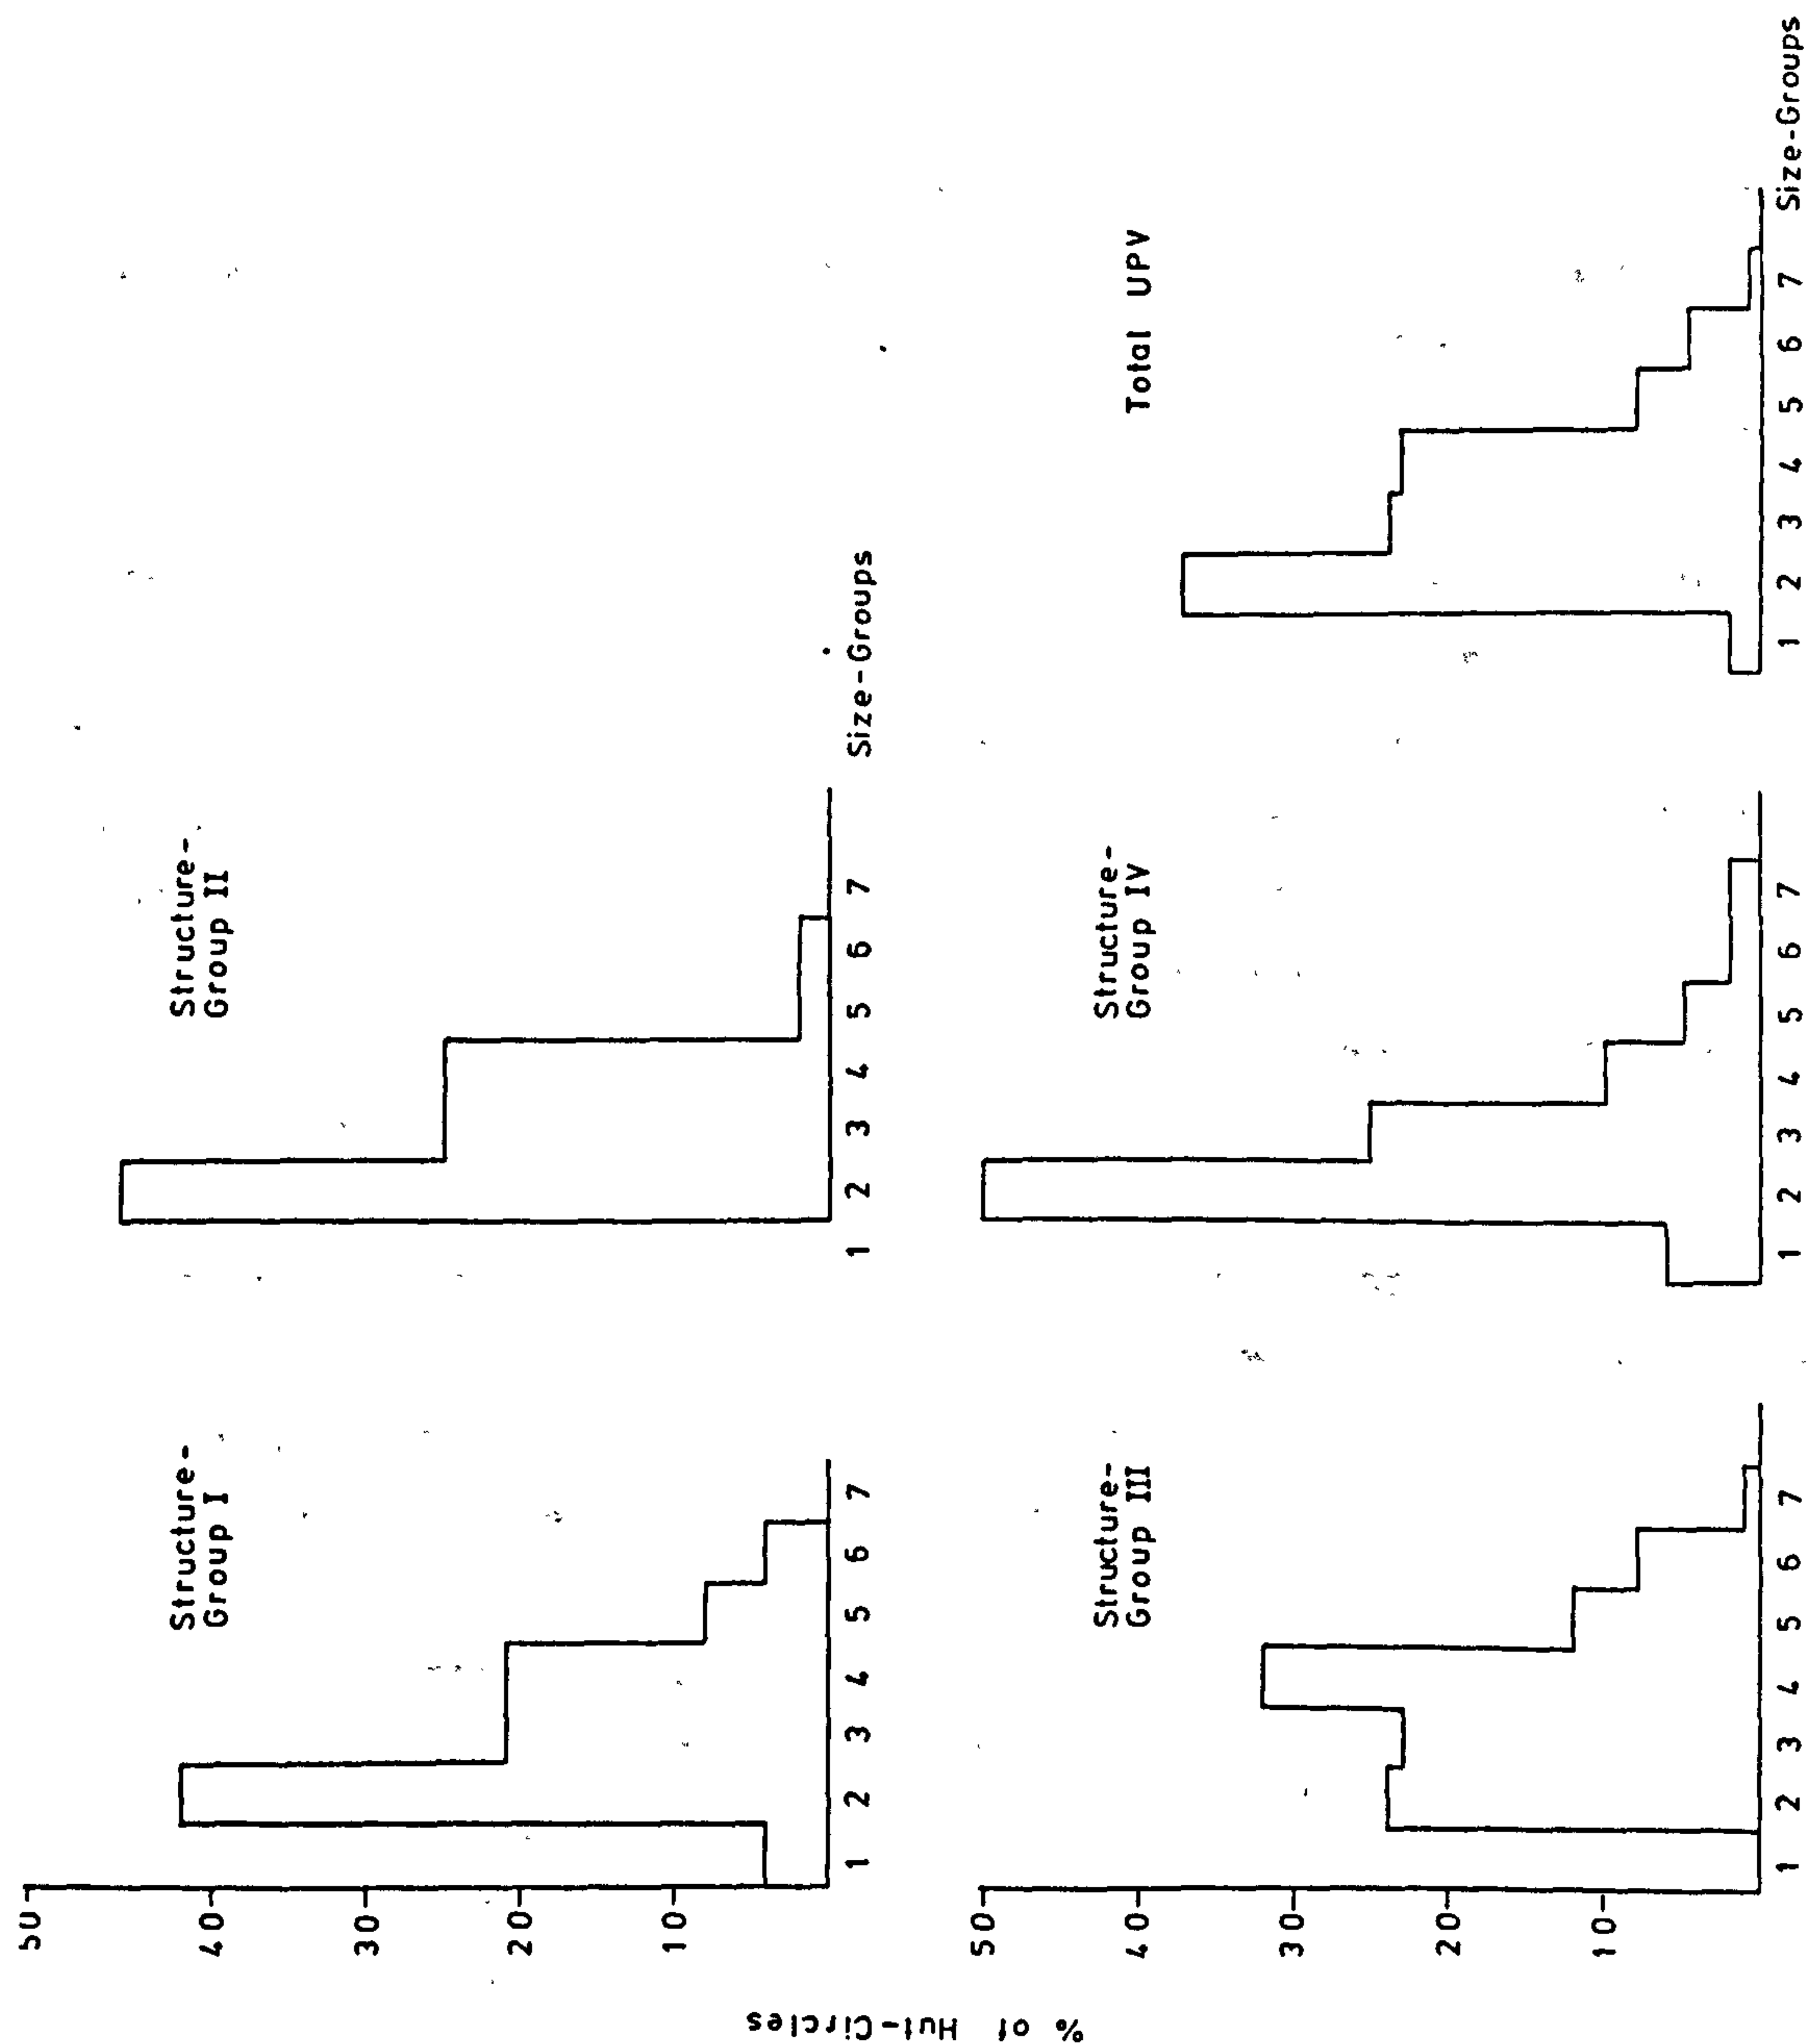 % of Hut-Circles
50
40
30
20
10
Structure-
Group I
1 2 3 4 5 6 7
Structure-
Group II
1 2 3 4 5 6 7
Size-Groups
50
40
30
20
10
Structure-
Group III
1 2 3 4 5 6 7
Structure-
Group IV
1 2 3 4 5 6 7
Total UPV
1 2 3 4 5 6 7
Size-Groups